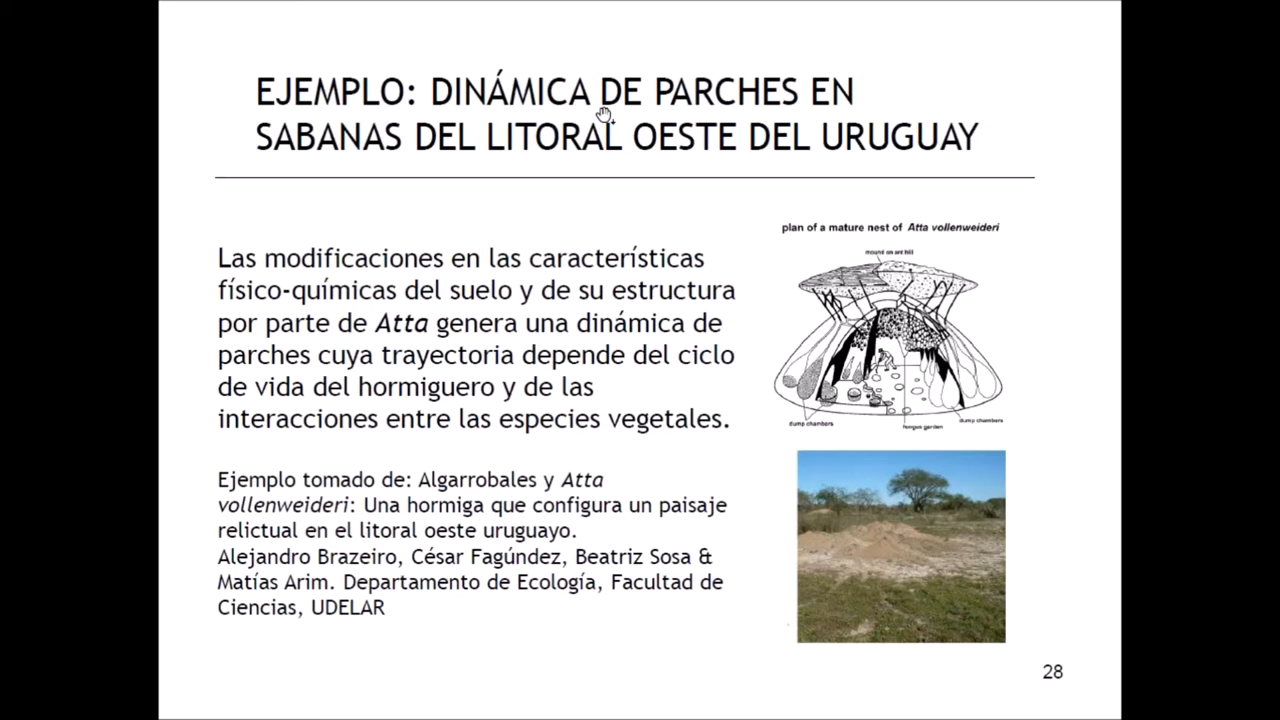 EJEMPLO: DINÁMICA DE PARCHES EN
SABANAS DEL LITORAL OESTE DEL URUGUAY
Las modificaciones en las características
físico-químicas del suelo y de su estructura
por parte de Atta genera una dinámica de
parches cuya trayectoria depende del ciclo
de vida del hormiguero y de las
interacciones entre las especies vegetales.
Ejemplo tomado de: Algarrobales y Atta
vollenweideri: Una hormiga que configura un paisaje
relictual en el litoral oeste uruguayo.
Alejandro Brazeiro, César Fagúndez, Beatriz Sosa &
Matías Arim. Departamento de Ecología, Facultad de
Ciencias, UDELAR
plan of a mature nest of Atta vollenweideri
mound on ant hill
dump chambers
fungus garden
dump chambers
28